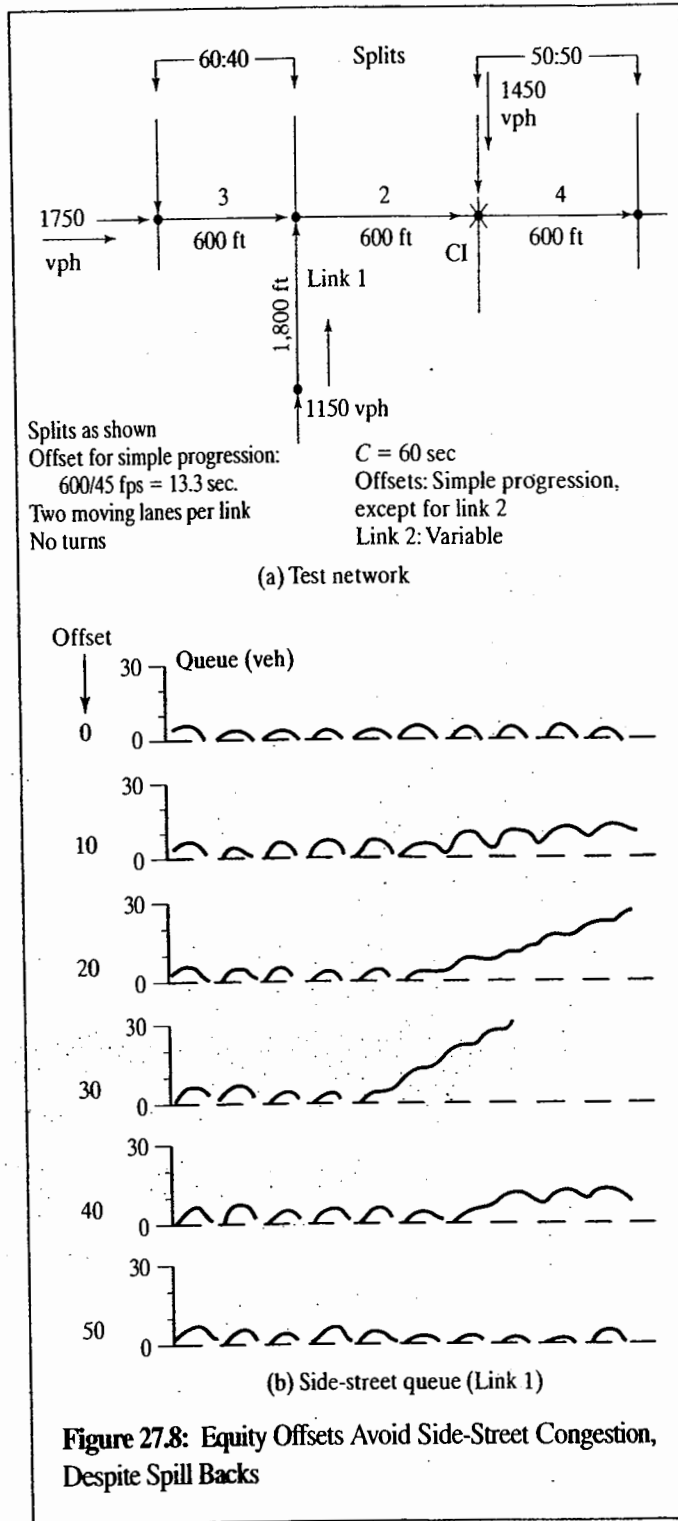 60:40 Splits 50:50
1450
vph
3 2 4
1750
vph
600 ft 600 ft 600 ft
CI
1,800 ft
Link 1
1150 vph
Splits as shown
Offset for simple progression:
600/45 fps = 13.3 sec.
Two moving lanes per link
No turns
C = 60 sec
Offsets: Simple progression,
except for link 2
Link 2: Variable
(a) Test network
Offset
Queue (veh)
30
0 0
30
10 0
30
20 0
30
30 0
30
40 0
30
50 0
(b) Side-street queue (Link 1)
Figure 27.8: Equity Offsets Avoid Side-Street Congestion,
Despite Spill Backs